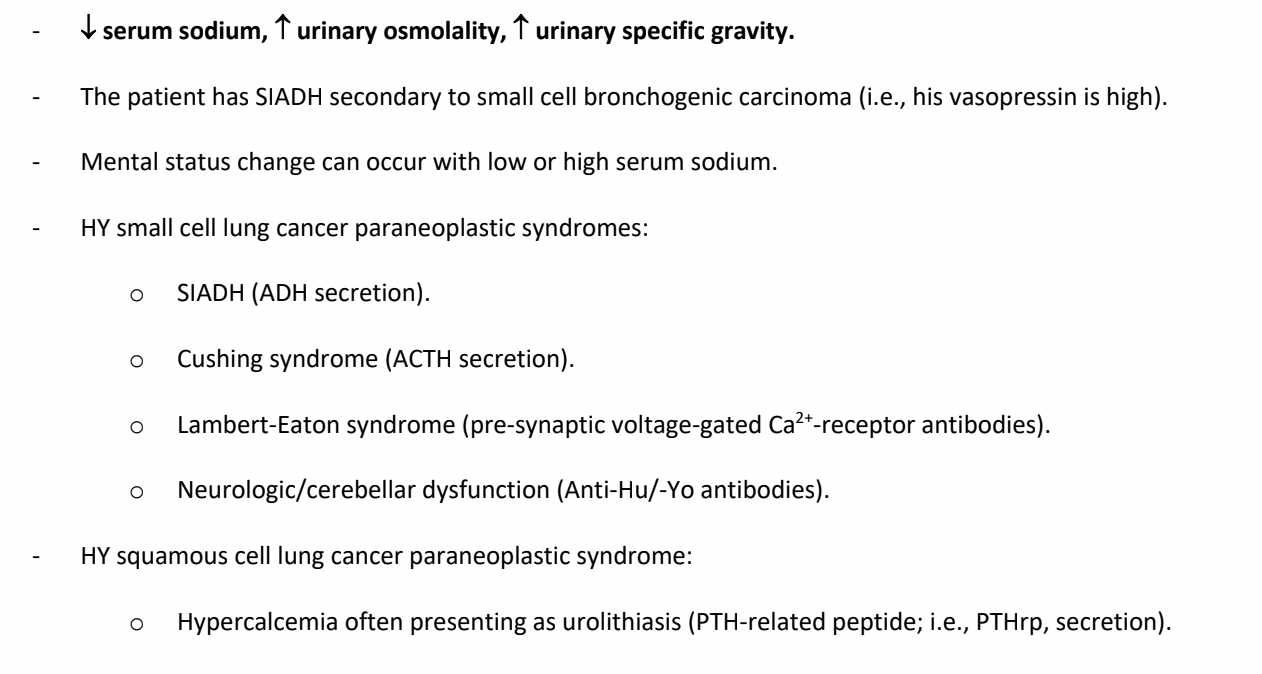 - ↓ serum sodium, ↑ urinary osmolality, ↑ urinary specific gravity.
- The patient has SIADH secondary to small cell bronchogenic carcinoma (i.e., his vasopressin is high).
- Mental status change can occur with low or high serum sodium.
- HY small cell lung cancer paraneoplastic syndromes:
o SIADH (ADH secretion).
o Cushing syndrome (ACTH secretion).
o Lambert-Eaton syndrome (pre-synaptic voltage-gated Ca²⁺-receptor antibodies).
o Neurologic/cerebellar dysfunction (Anti-Hu/-Yo antibodies).
- HY squamous cell lung cancer paraneoplastic syndrome:
o Hypercalcemia often presenting as urolithiasis (PTH-related peptide; i.e., PTHrp, secretion).